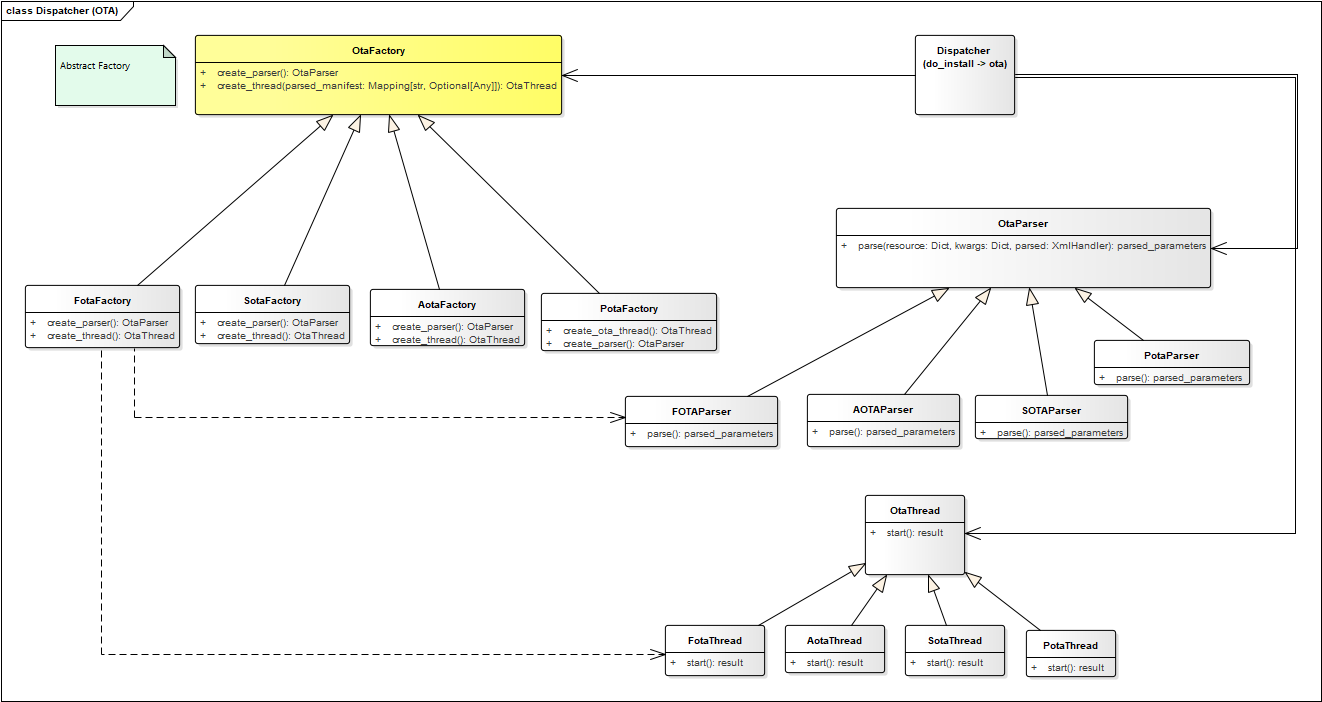 class Dispatcher (OTA)
Abstract Factory
OtaFactory
+ create_parser(): OtaParser
+ create_thread(parsed_manifest: Mapping[str, Optional[Any]]): OtaThread
Dispatcher
(do_install -> ota)
OtaParser
+ parse(resource: Dict, kwargs: Dict, parsed: XmlHandler): parsed_parameters
FotaFactory
+ create_parser(): OtaParser
+ create_thread(): OtaThread
SotaFactory
+ create_parser(): OtaParser
+ create_thread(): OtaThread
AotaFactory
+ create_parser(): OtaParser
+ create_thread(): OtaThread
PotaFactory
+ create_ota_thread(): OtaThread
+ create_parser(): OtaParser
PotaParser
+ parse(): parsed_parameters
FOTAParser
+ parse(): parsed_parameters
AOTAParser
+ parse(): parsed_parameters
SOTAParser
+ parse(): parsed_parameters
OtaThread
+ start(): result
FotaThread
+ start(): result
AotaThread
+ start(): result
SotaThread
+ start(): result
PotaThread
+ start(): result